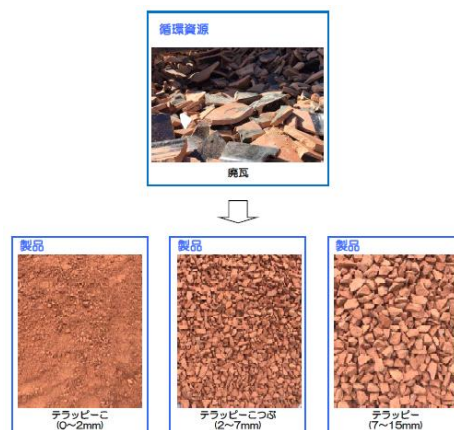 循環資源
廃瓦
製品
テラッピーこ
(0～2mm)
製品
テラッピーこつぶ
(2～7mm)
製品
テラッピー
(7～15mm)